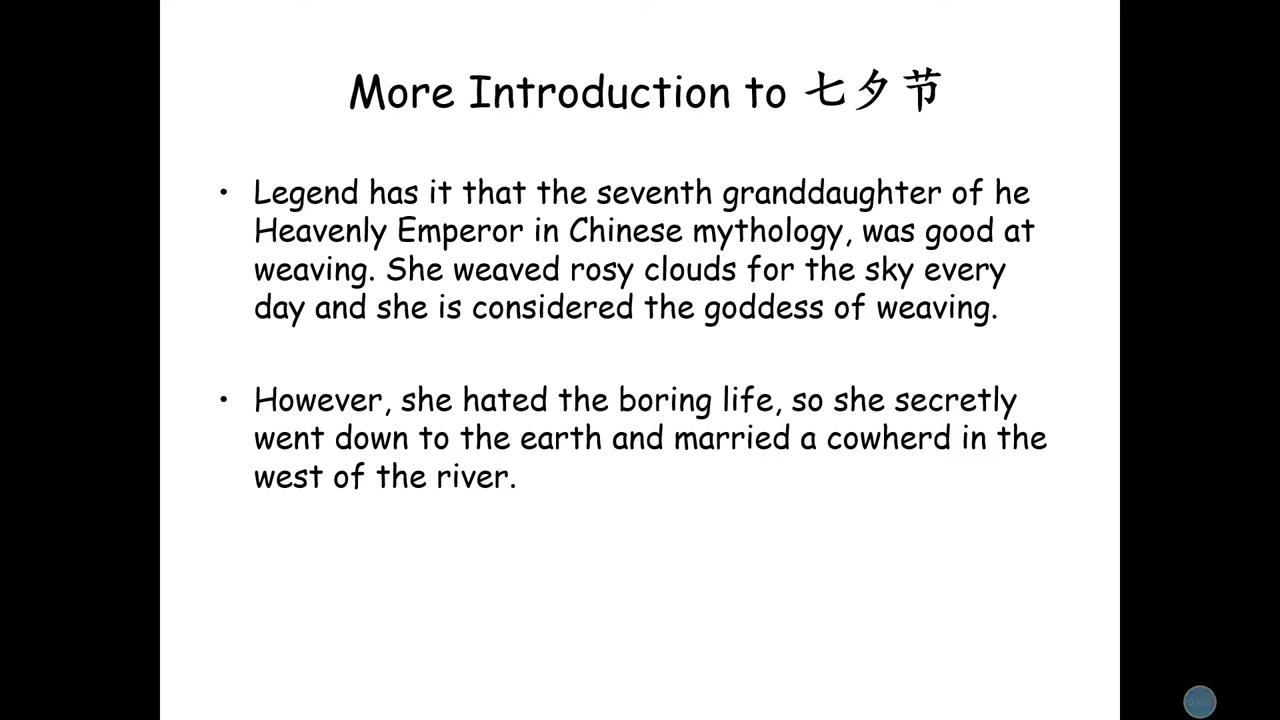 More Introduction to 七夕节
• Legend has it that the seventh granddaughter of he
Heavenly Emperor in Chinese mythology, was good at
weaving. She weaved rosy clouds for the sky every
day and she is considered the goddess of weaving.
• However, she hated the boring life, so she secretly
went down to the earth and married a cowherd in the
west of the river.